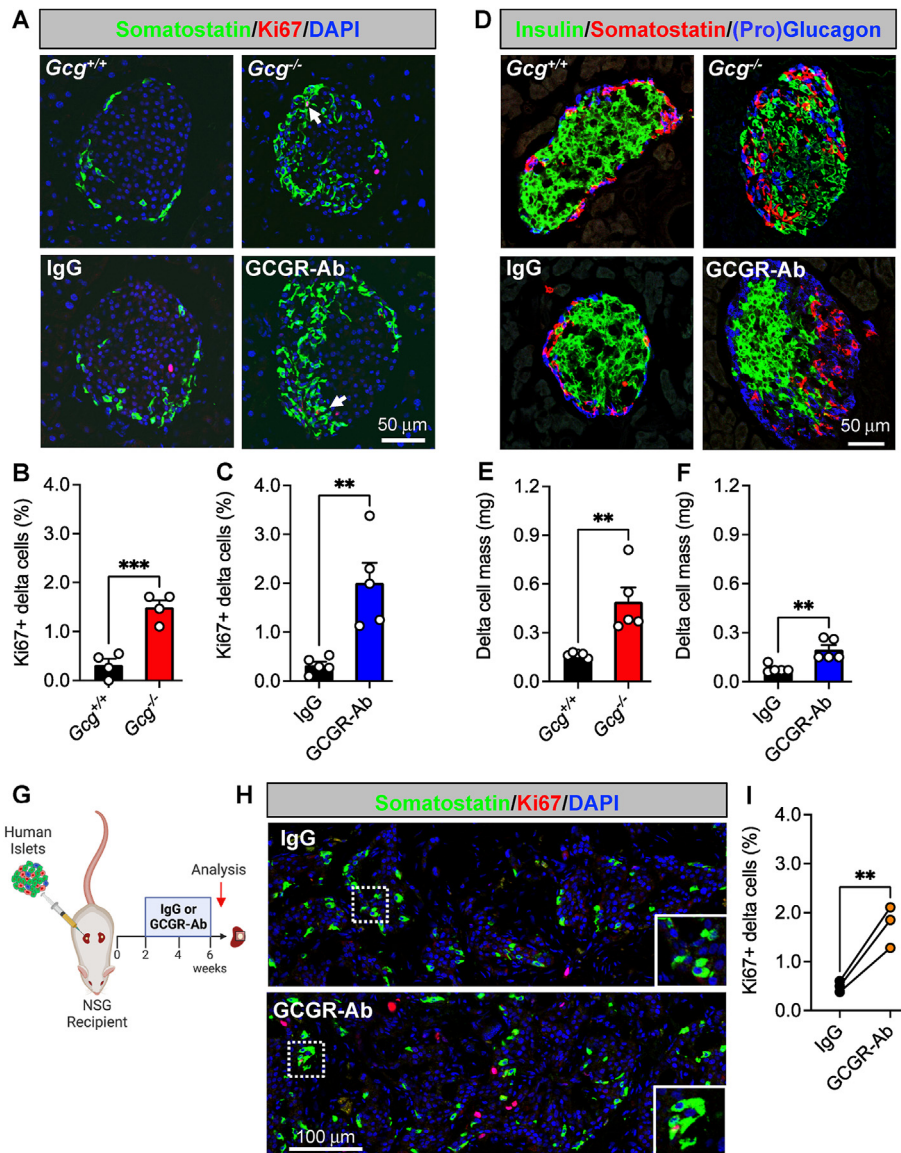 A
Somatostatin/Ki67/DAPI
Gcg+/+
Gcg-/-
IgG
GCGR-Ab
50 μm
D
Insulin/Somatostatin/(Pro)Glucagon
Gcg+/+
Gcg-/-
IgG
GCGR-Ab
50 μm
B
Ki67+ delta cells (%)
4.0
3.0
2.0
1.0
0.0
***
Gcg+/+
Gcg-/-
C
Ki67+ delta cells (%)
4.0
3.0
2.0
1.0
0.0
**
IgG
GCGR-Ab
E
Delta cell mass (mg)
1.2
0.9
0.6
0.3
0.0
**
Gcg+/+
Gcg-/-
F
Delta cell mass (mg)
1.2
0.9
0.6
0.3
0.0
**
IgG
GCGR-Ab
G
Human
Islets
Analysis
IgG or
GCGR-Ab
0 2 4 6
weeks
NSG
Recipient
H
Somatostatin/Ki67/DAPI
IgG
GCGR-Ab
100 μm
I
Ki67+ delta cells (%)
4.0
3.0
2.0
1.0
0.0
**
IgG
GCGR-Ab